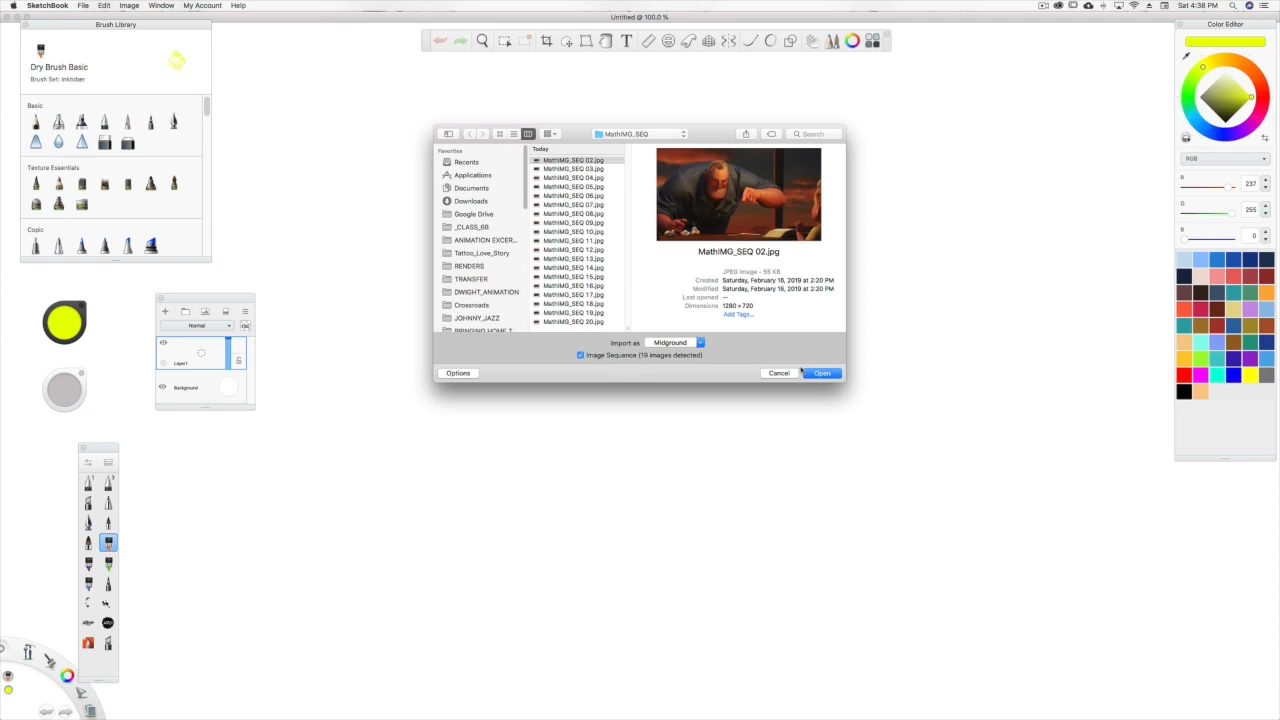 SketchBook File Edit Image Window My Account Help
Sat 4:38 PM
Untitled @ 100.0 %
Brush Library
Dry Brush Basic
Brush Set: Inktober
Basic
Texture Essentials
Copic
Normal
Layer1
Background
MathIMG_SEQ
Search
Favorites
Recents
Applications
Documents
Downloads
Google Drive
_CLASS_6B
ANIMATION EXCER...
Tattoo_Love_Story
RENDERS
TRANSFER
DWIGHT_ANIMATION
Crossroads
JOHNNY_JAZZ
BRINGING HOME T
Today
MathIMG_SEQ 02.jpg
MathIMG_SEQ 03.jpg
MathIMG_SEQ 04.jpg
MathIMG_SEQ 05.jpg
MathIMG_SEQ 06.jpg
MathIMG_SEQ 07.jpg
MathIMG_SEQ 08.jpg
MathIMG_SEQ 09.jpg
MathIMG_SEQ 10.jpg
MathIMG_SEQ 11.jpg
MathIMG_SEQ 12.jpg
MathIMG_SEQ 13.jpg
MathIMG_SEQ 14.jpg
MathIMG_SEQ 15.jpg
MathIMG_SEQ 16.jpg
MathIMG_SEQ 17.jpg
MathIMG_SEQ 18.jpg
MathIMG_SEQ 19.jpg
MathIMG_SEQ 20.jpg
MathIMG_SEQ 02.jpg
JPEG image - 55 KB
Created Saturday, February 16, 2019 at 2:20 PM
Modified Saturday, February 16, 2019 at 2:20 PM
Last opened --
Dimensions 1280 × 720
Add Tags...
Import as Midground
Image Sequence (19 images detected)
Options Cancel Open
Color Editor
RGB
R 237
G 255
B 0